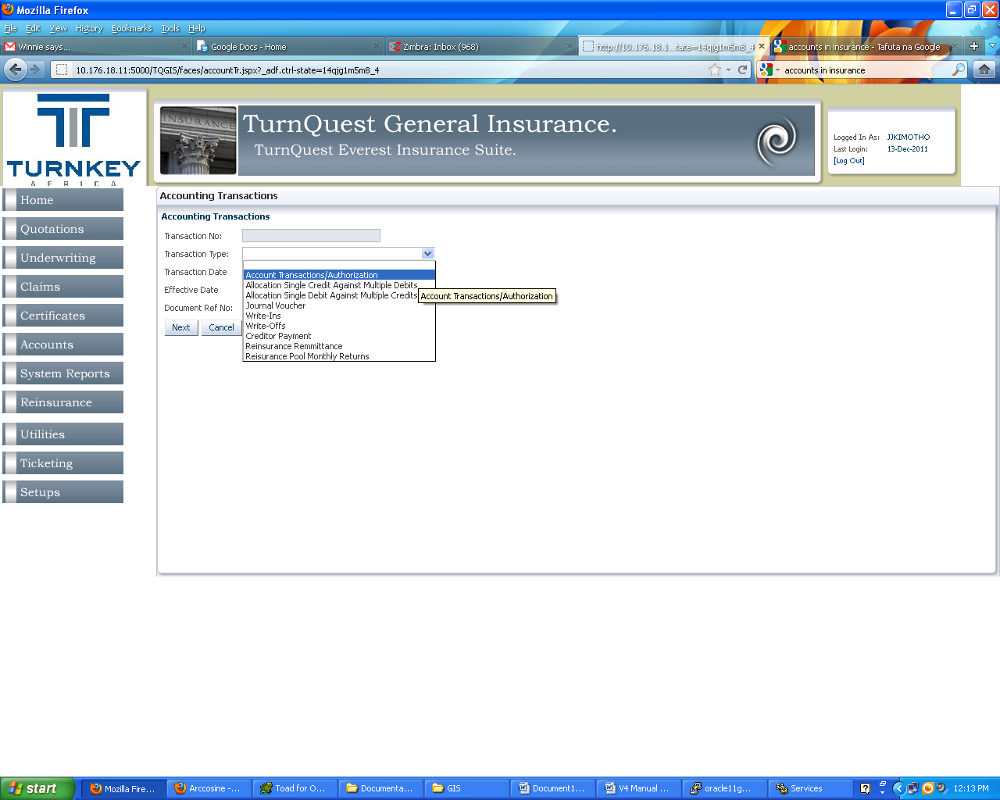 Mozilla Firefox
File Edit View History Bookmarks Tools Help
Winnie says...
Google Docs - Home
Zimbra: Inbox (968)
http://10.176.18.1...tate=14qjg1m5m8_4
accounts in insurance - Tafuta na Google
10.176.18.11:5000/TQGIS/faces/accountTr.jspx?_adf.ctrl-state=14qjg1m5m8_4
accounts in insurance
TURNKEY
AFRICA
INSURANCE
TurnQuest General Insurance.
TurnQuest Everest Insurance Suite.
Logged In As: JJKIMOTHO
Last Login: 13-Dec-2011
[Log Out]
Home
Quotations
Underwriting
Claims
Certificates
Accounts
System Reports
Reinsurance
Utilities
Ticketing
Setups
Accounting Transactions
Accounting Transactions
Transaction No:
Transaction Type:
Transaction Date
Effective Date
Document Ref No:
Next Cancel
Account Transactions/Authorization
Allocation Single Credit Against Multiple Debits
Allocation Single Debit Against Multiple Credits
Journal Voucher
Write-Ins
Write-Offs
Creditor Payment
Reinsurance Remmittance
Reisurance Pool Monthly Returns
Account Transactions/Authorization
start
Mozilla Fire...
Arccosine -...
Toad for O...
Documenta...
GIS
Document1...
V4 Manual ...
oracle11g...
Services
12:13 PM